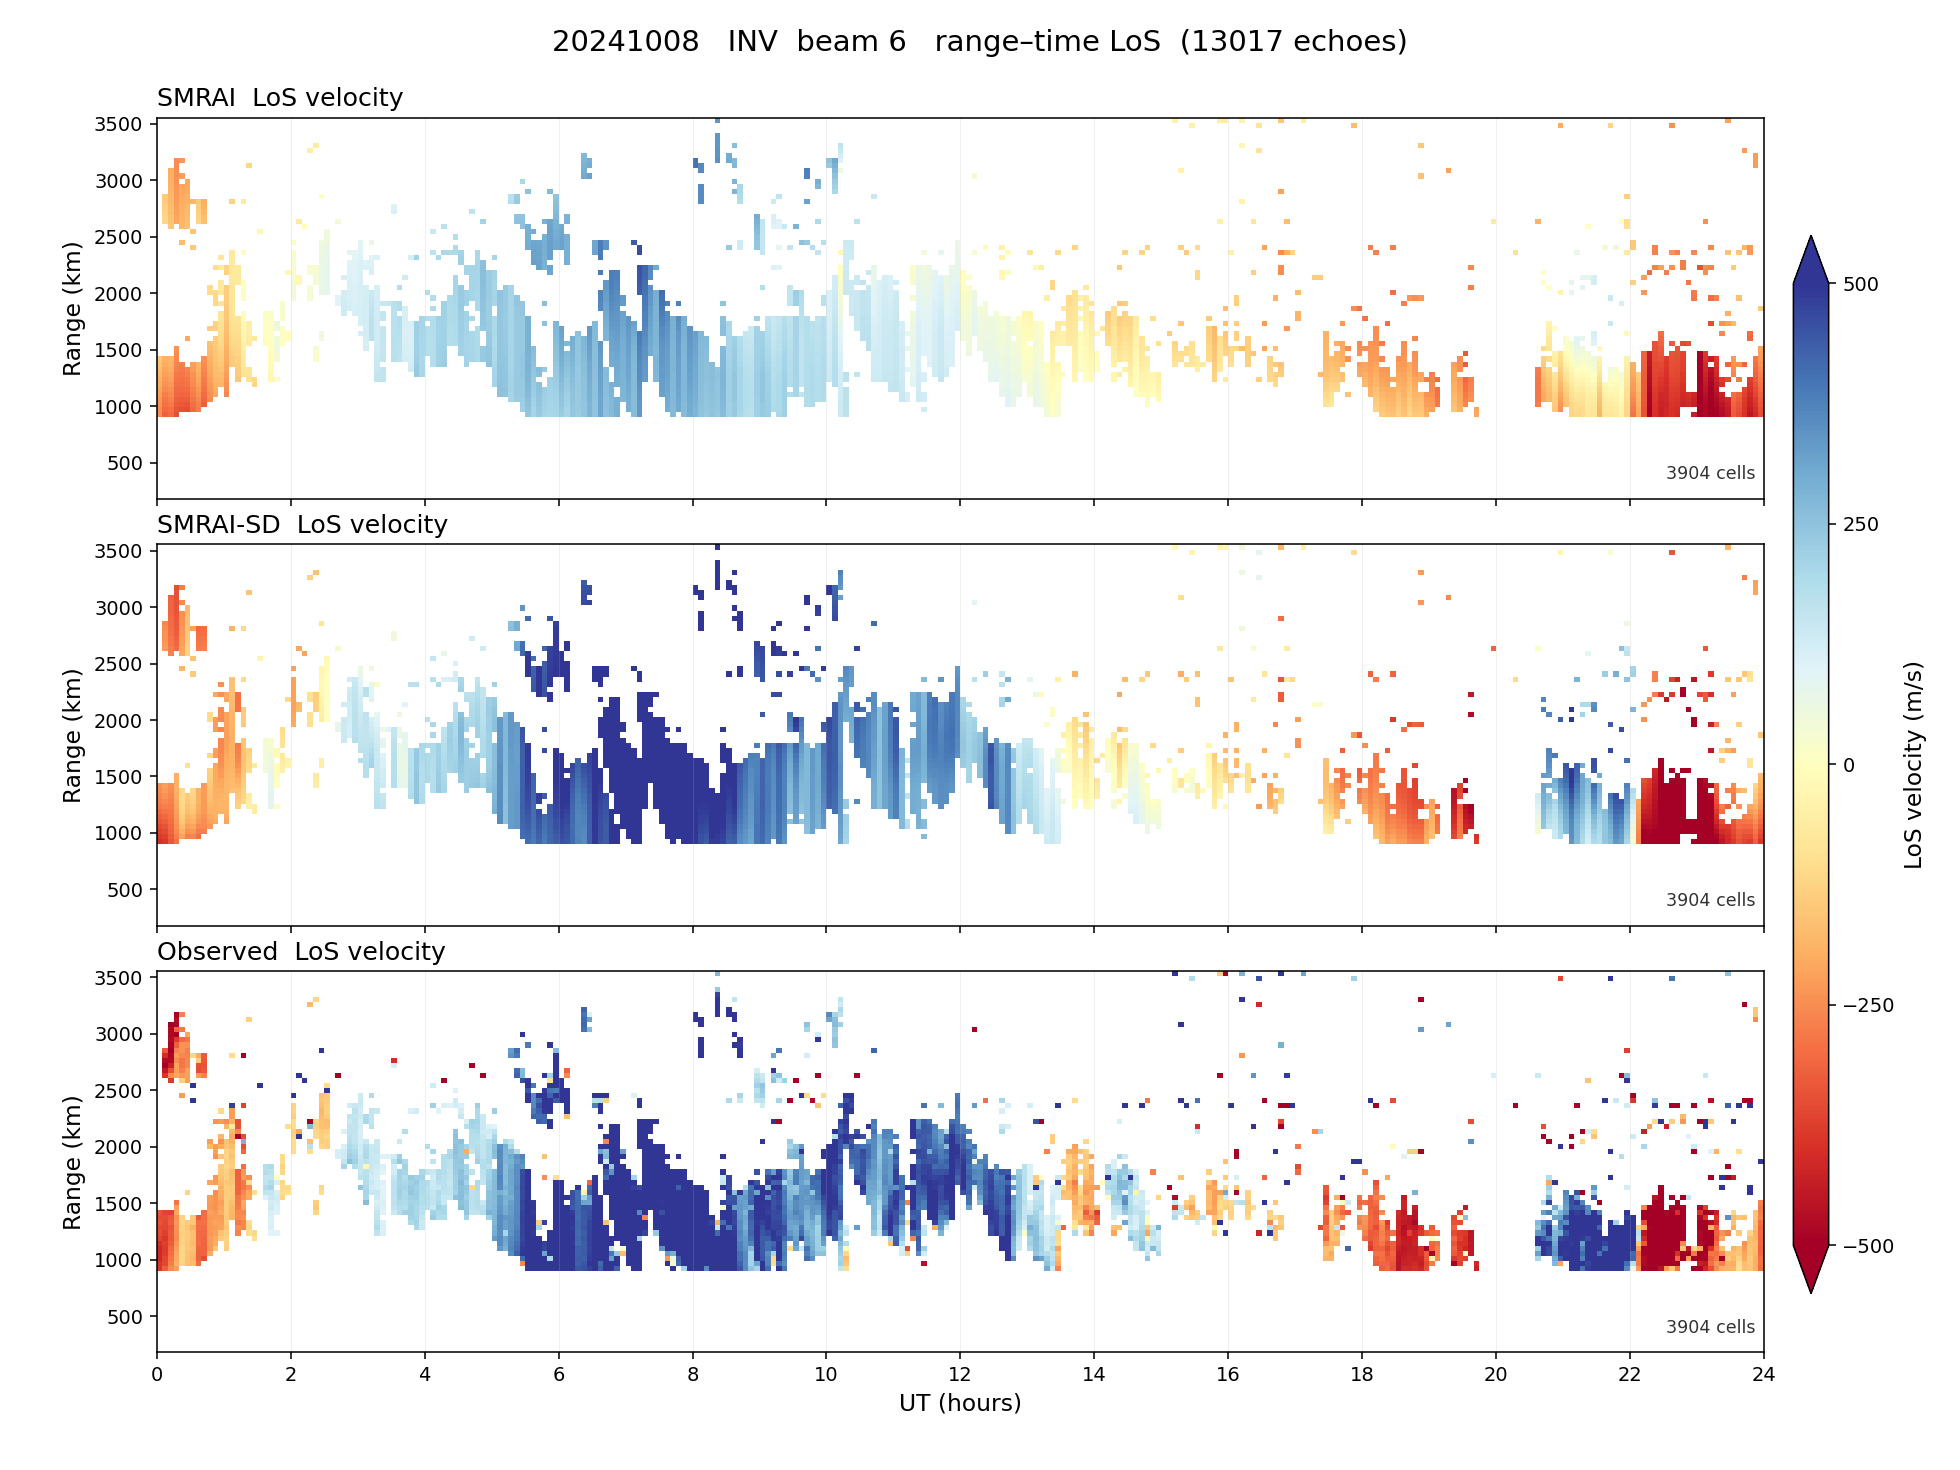 20241008   INV  beam 6   range–time LoS  (13017 echoes)
SMRAI  LoS velocity
3500
3000
2500
2000
1500
1000
500
Range (km)
3904 cells
SMRAI-SD  LoS velocity
3500
3000
2500
2000
1500
1000
500
Range (km)
3904 cells
Observed  LoS velocity
3500
3000
2500
2000
1500
1000
500
Range (km)
3904 cells
0 2 4 6 8 10 12 14 16 18 20 22 24
UT (hours)
500
250
0
−250
−500
LoS velocity (m/s)